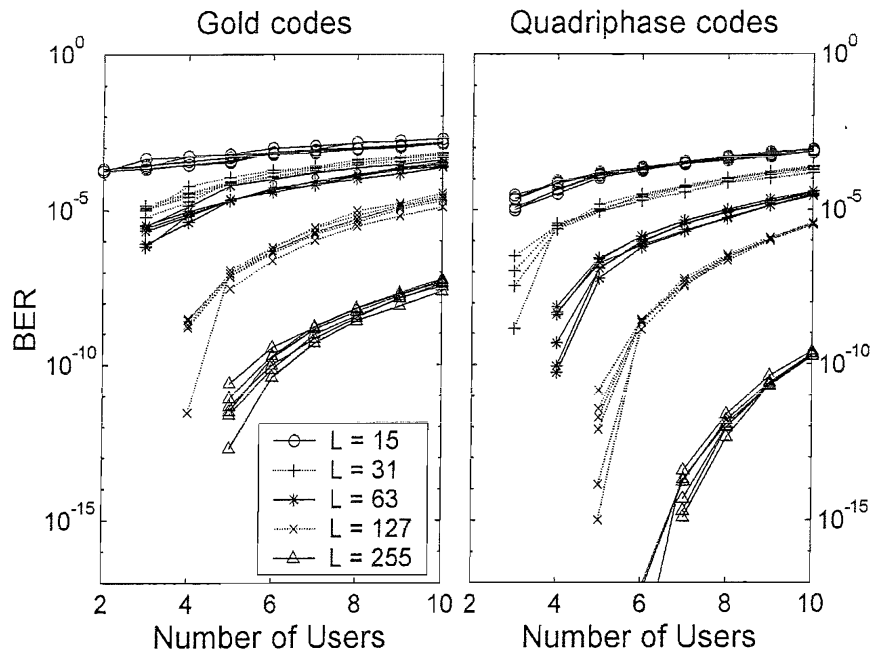 Gold codes
Quadriphase codes
10^0
10^-5
10^-10
10^-15
BER
L = 15
L = 31
L = 63
L = 127
L = 255
2 4 6 8 10
Number of Users
10^0
10^-5
10^-10
10^-15
2 4 6 8 10
Number of Users